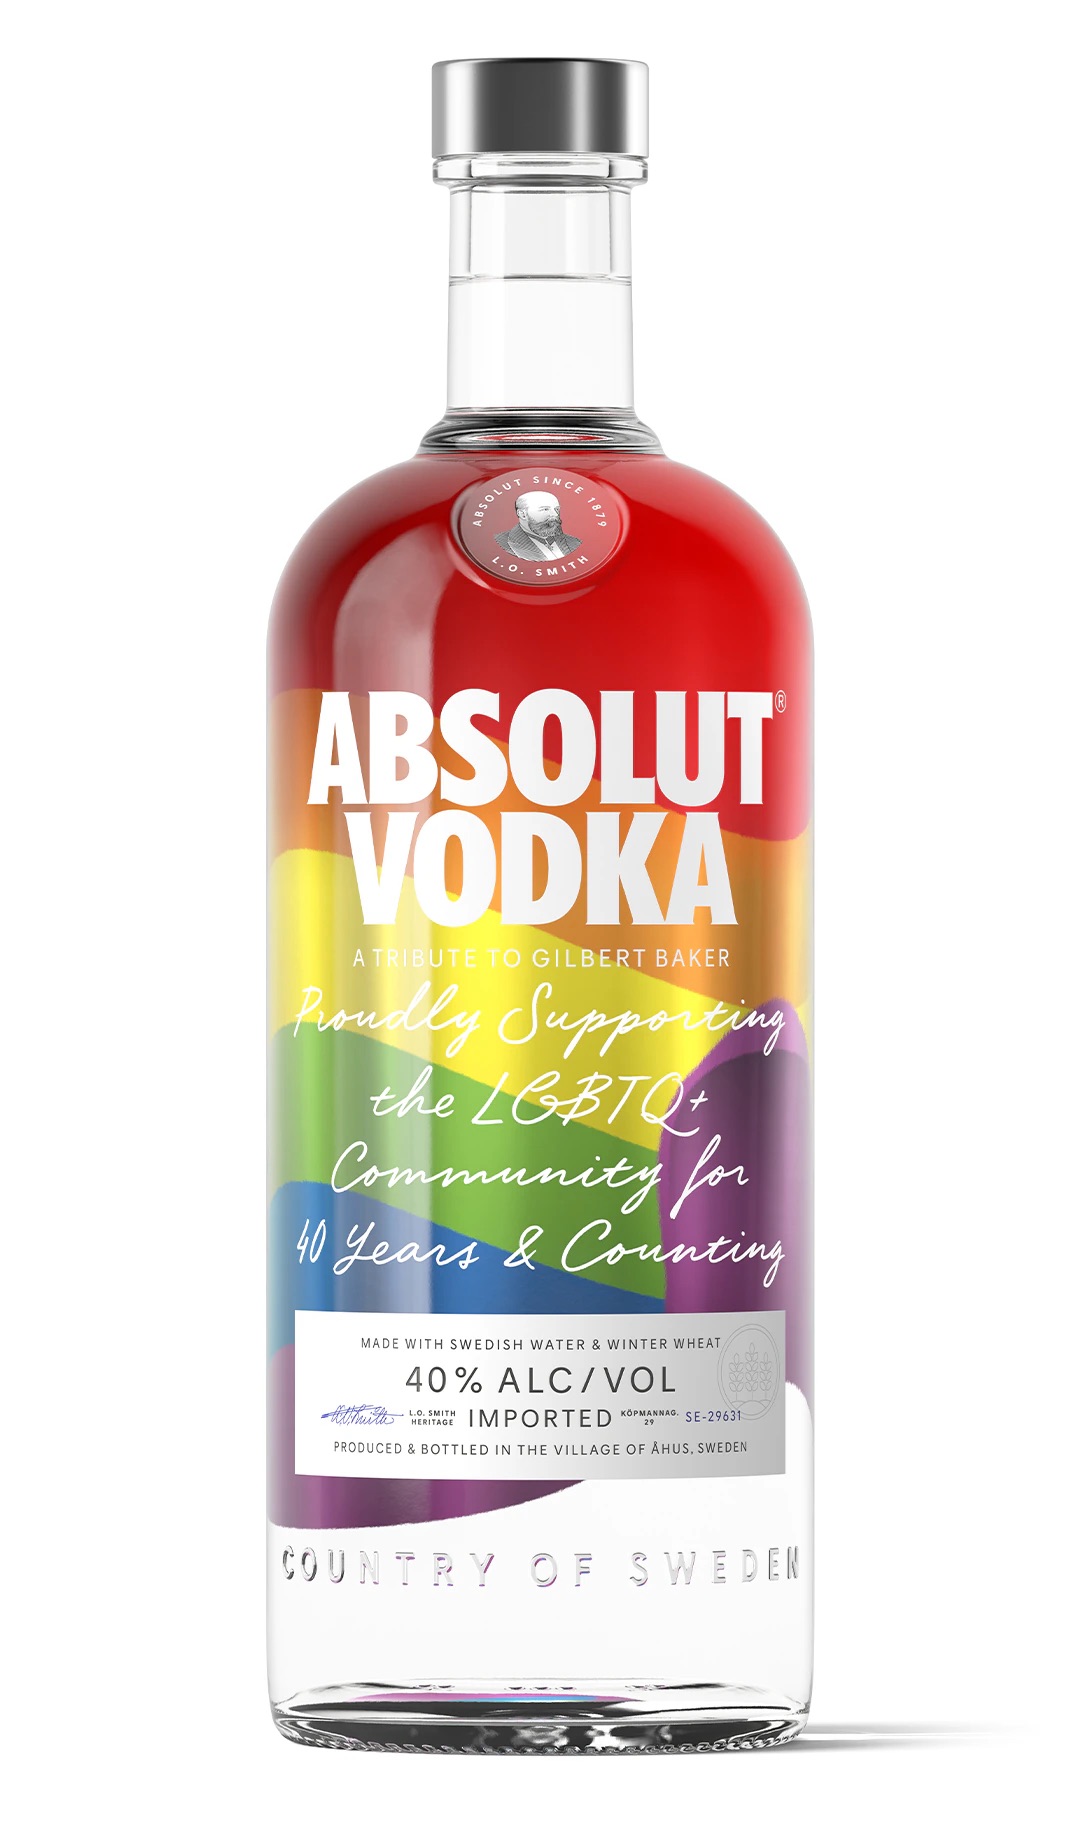 ABSOLUT SINCE 1879
L.O. SMITH
ABSOLUT®
VODKA
A TRIBUTE TO GILBERT BAKER
Proudly Supporting
the LGBTQ+
Community for
40 Years & Counting
MADE WITH SWEDISH WATER & WINTER WHEAT
40% ALC/VOL
L.O. SMITH
HERITAGE
IMPORTED
KÖPMANNAG.
29
SE-29631
PRODUCED & BOTTLED IN THE VILLAGE OF ÅHUS, SWEDEN
COUNTRY OF SWEDEN